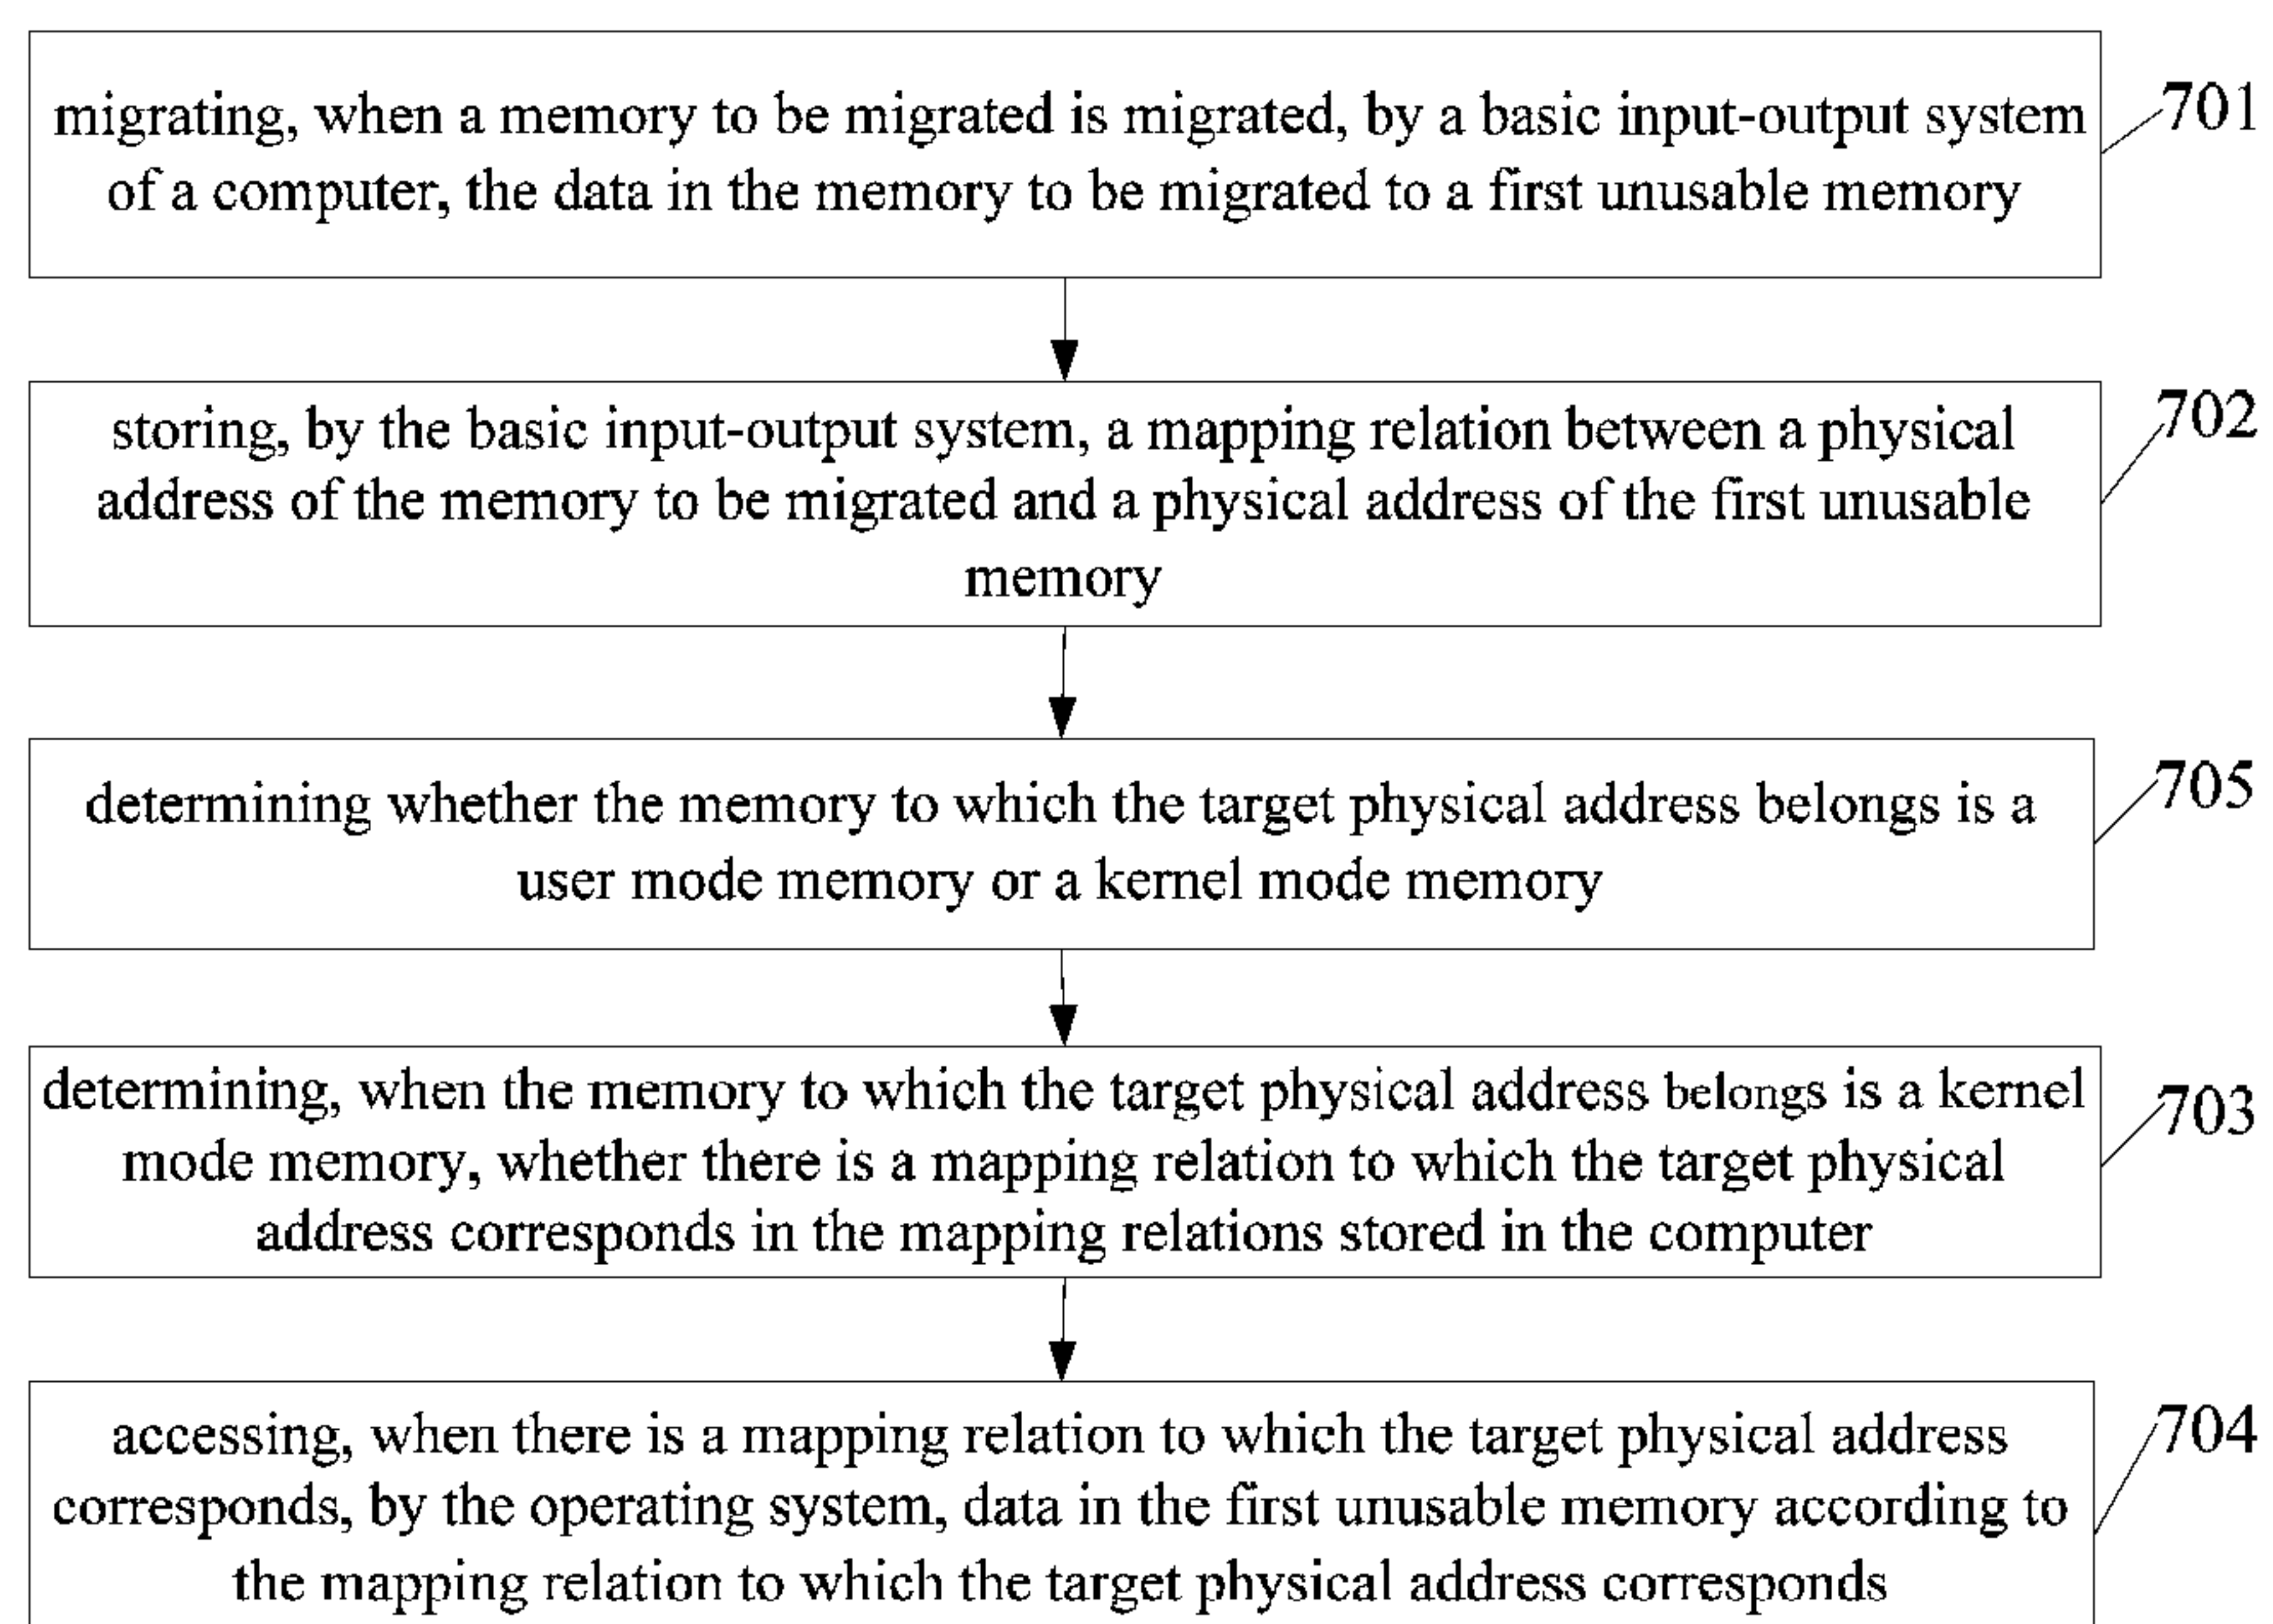 migrating, when a memory to be migrated is migrated, by a basic input-output system
of a computer, the data in the memory to be migrated to a first unusable memory
701
storing, by the basic input-output system, a mapping relation between a physical
address of the memory to be migrated and a physical address of the first unusable
memory
702
determining whether the memory to which the target physical address belongs is a
user mode memory or a kernel mode memory
705
determining, when the memory to which the target physical address belongs is a kernel
mode memory, whether there is a mapping relation to which the target physical
address corresponds in the mapping relations stored in the computer
703
accessing, when there is a mapping relation to which the target physical address
corresponds, by the operating system, data in the first unusable memory according to
the mapping relation to which the target physical address corresponds
704